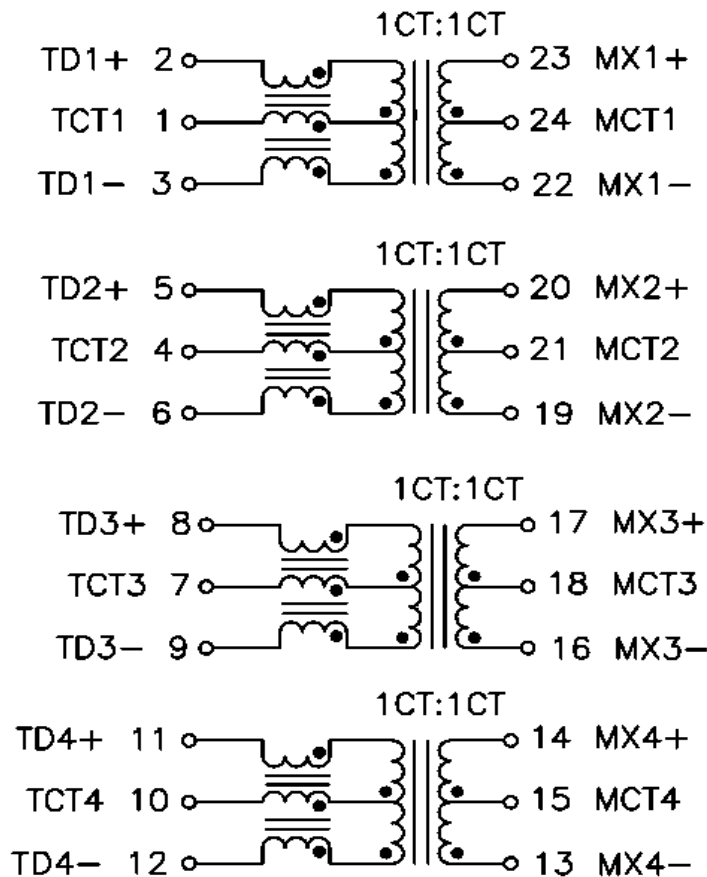 1CT:1CT
TD1+ 2 23 MX1+
TCT1 1 24 MCT1
TD1- 3 22 MX1-
1CT:1CT
TD2+ 5 20 MX2+
TCT2 4 21 MCT2
TD2- 6 19 MX2-
1CT:1CT
TD3+ 8 17 MX3+
TCT3 7 18 MCT3
TD3- 9 16 MX3-
1CT:1CT
TD4+ 11 14 MX4+
TCT4 10 15 MCT4
TD4- 12 13 MX4-